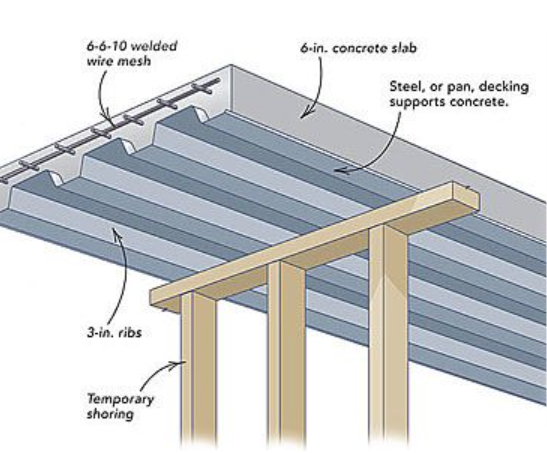 6-6-10 welded
wire mesh
6-in. concrete slab
Steel, or pan, decking
supports concrete.
3-in. ribs
Temporary
shoring